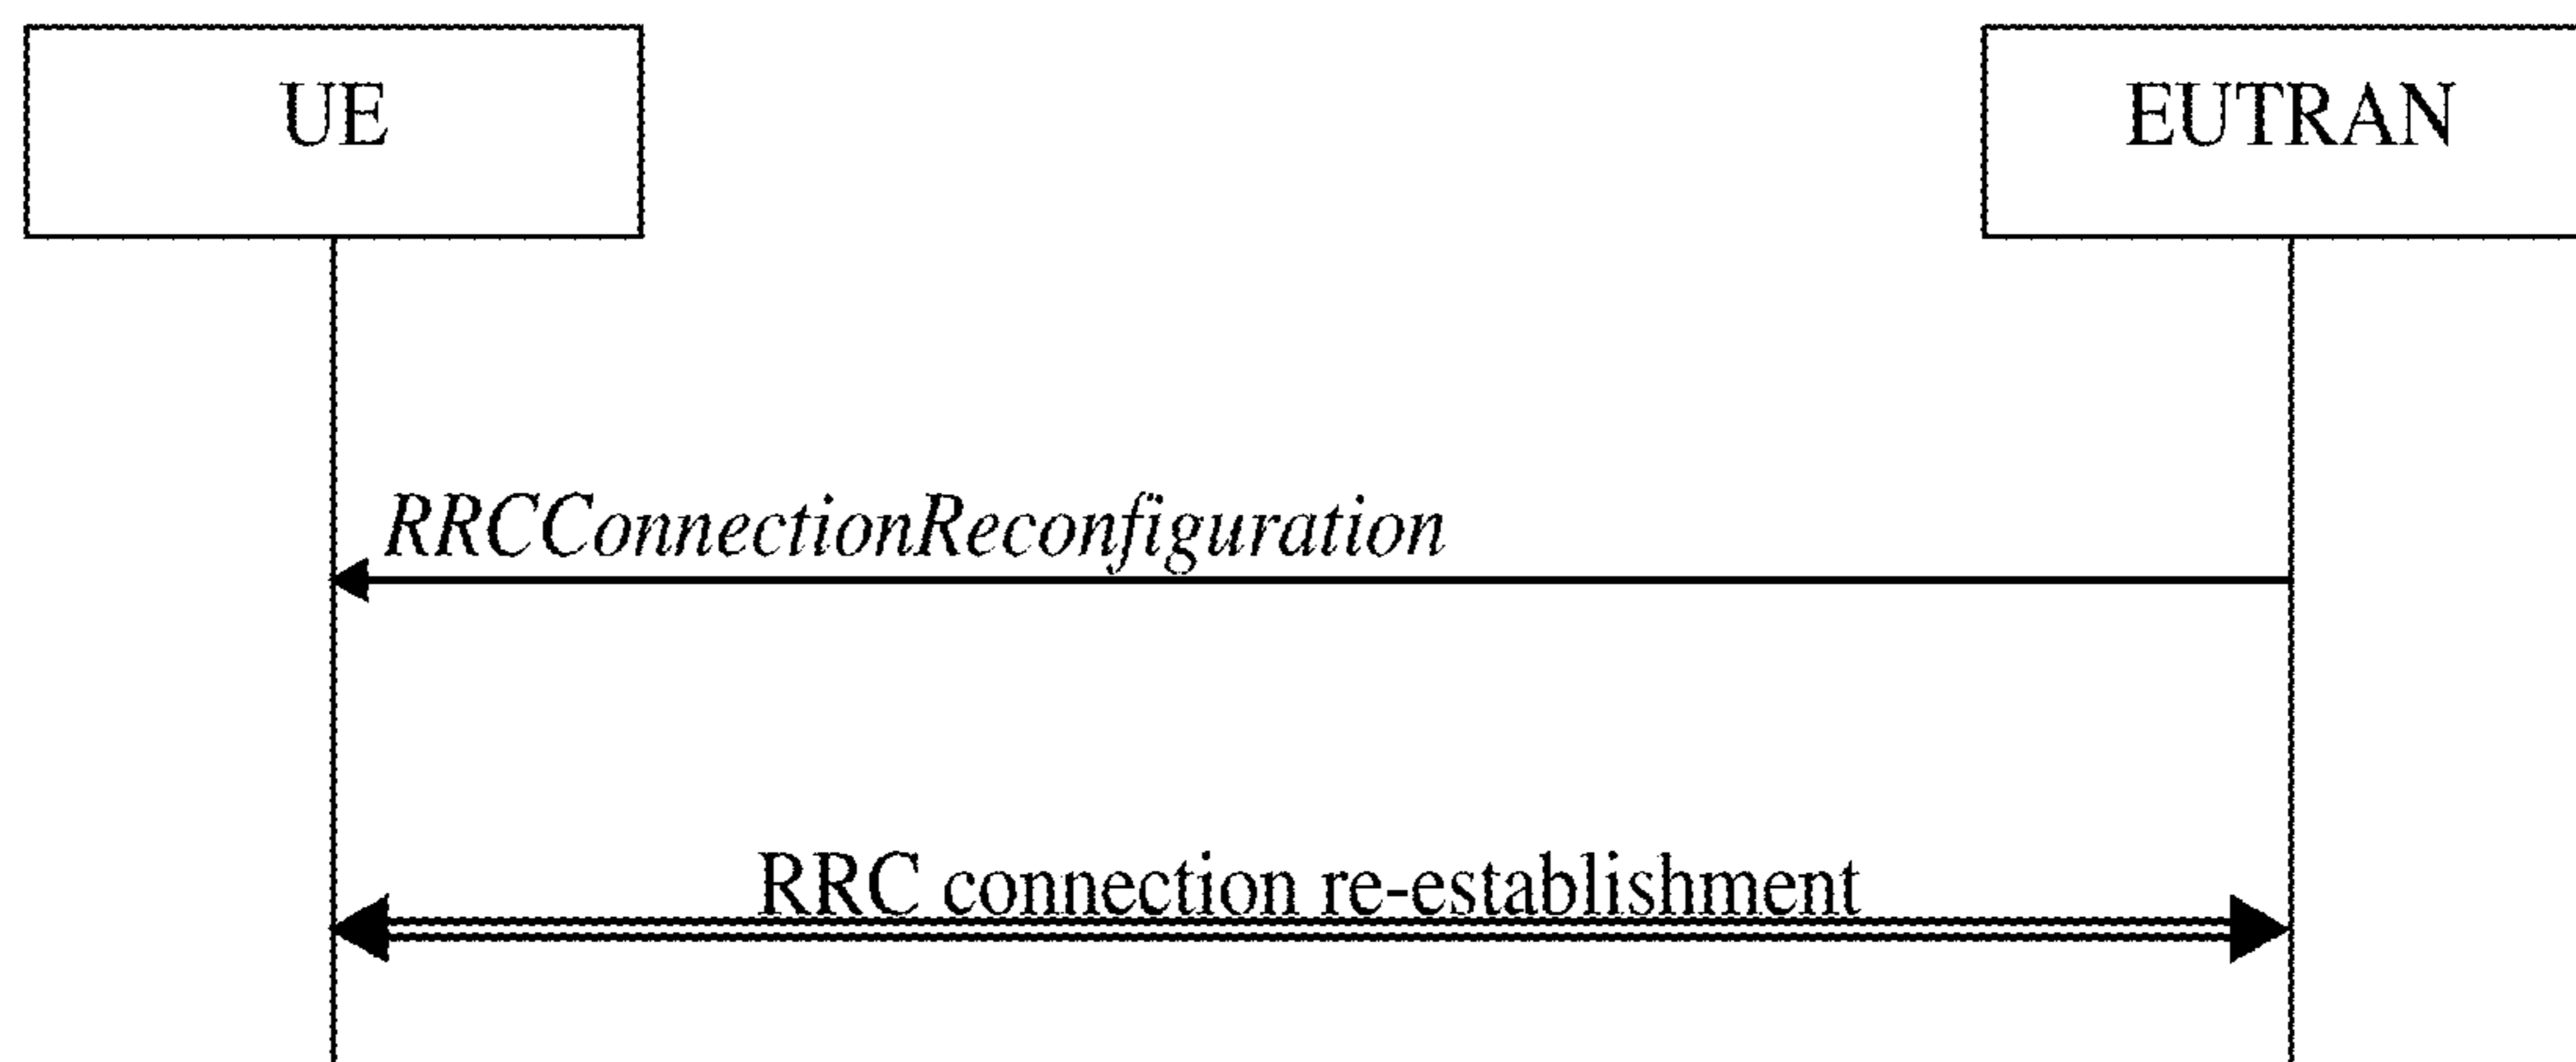 UE
EUTRAN
RRCConnectionReconfiguration
RRC connection re-establishment